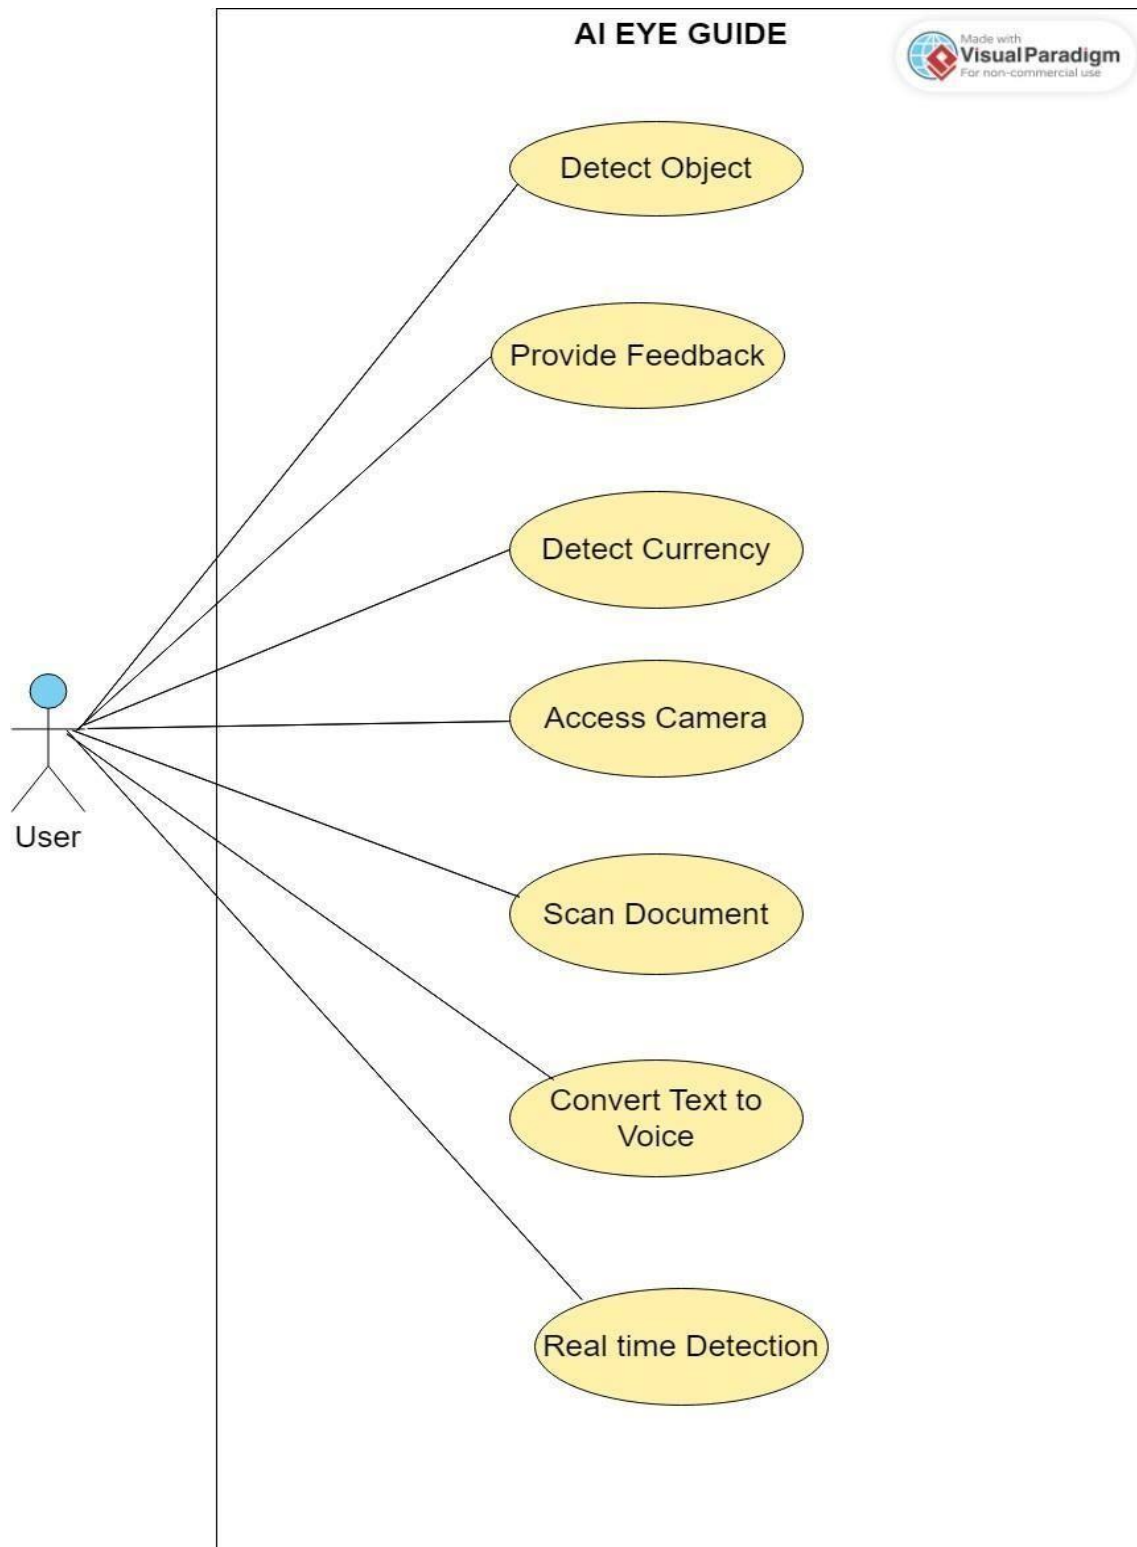 AI EYE GUIDE
Made with
Visual Paradigm
For non-commercial use
Detect Object
Provide Feedback
Detect Currency
Access Camera
User
Scan Document
Convert Text to
Voice
Real time Detection